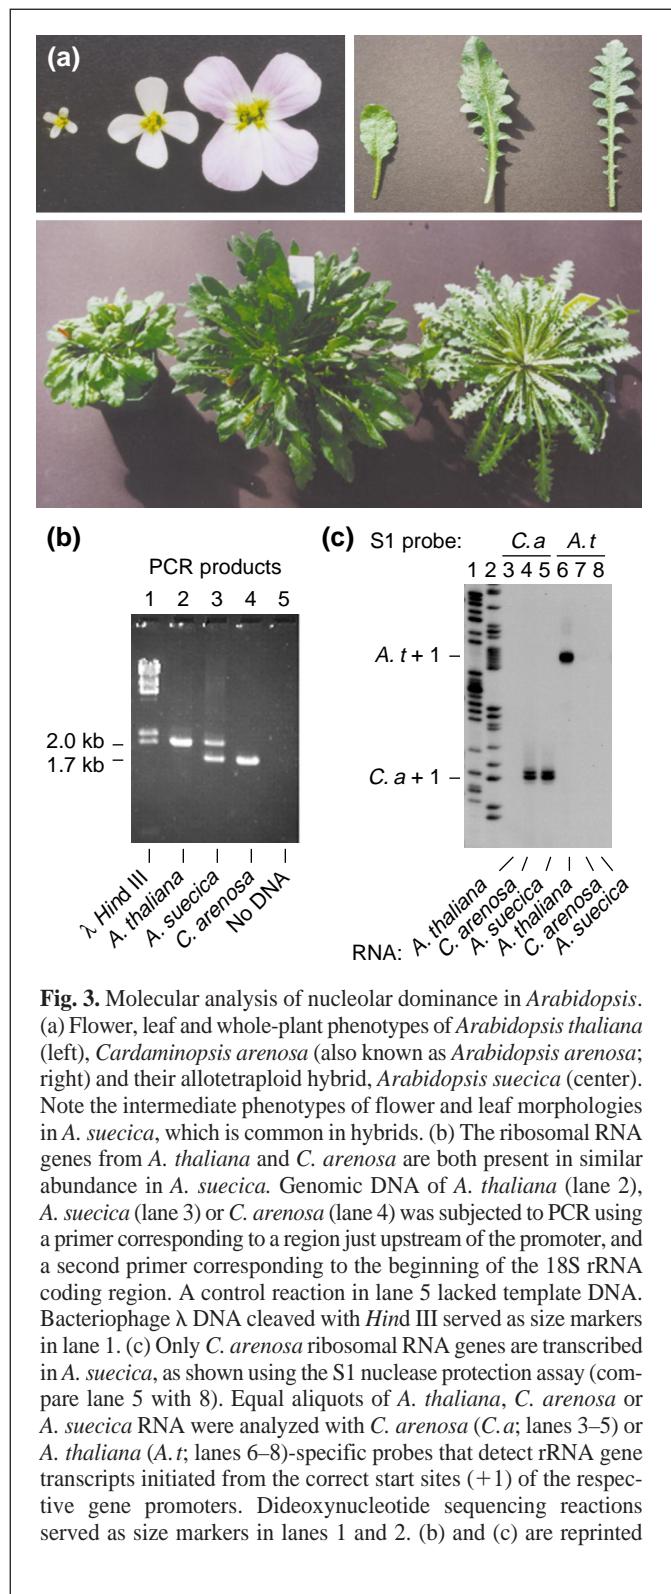 (a)
(b)
PCR products
1 2 3 4 5
2.0 kb
1.7 kb
λ Hind III
A. thaliana
A. suecica
C. arenosa
No DNA
(c)
S1 probe: C.a A.t
1 2 3 4 5 6 7 8
A.t + 1
C.a + 1
RNA: A. thaliana
C. arenosa
A. suecica
A. thaliana
C. arenosa
A. suecica
Fig. 3. Molecular analysis of nucleolar dominance in Arabidopsis.
(a) Flower, leaf and whole-plant phenotypes of Arabidopsis thaliana
(left), Cardaminopsis arenosa (also known as Arabidopsis arenosa;
right) and their allotetraploid hybrid, Arabidopsis suecica (center).
Note the intermediate phenotypes of flower and leaf morphologies
in A. suecica, which is common in hybrids. (b) The ribosomal RNA
genes from A. thaliana and C. arenosa are both present in similar
abundance in A. suecica. Genomic DNA of A. thaliana (lane 2),
A. suecica (lane 3) or C. arenosa (lane 4) was subjected to PCR using
a primer corresponding to a region just upstream of the promoter, and
a second primer corresponding to the beginning of the 18S rRNA
coding region. A control reaction in lane 5 lacked template DNA.
Bacteriophage λ DNA cleaved with Hind III served as size markers
in lane 1. (c) Only C. arenosa ribosomal RNA genes are transcribed
in A. suecica, as shown using the S1 nuclease protection assay (com-
pare lane 5 with 8). Equal aliquots of A. thaliana, C. arenosa or
A. suecica RNA were analyzed with C. arenosa (C.a; lanes 3–5) or
A. thaliana (A.t; lanes 6–8)-specific probes that detect rRNA gene
transcripts initiated from the correct start sites (+1) of the respec-
tive gene promoters. Dideoxynucleotide sequencing reactions
served as size markers in lanes 1 and 2. (b) and (c) are reprinted